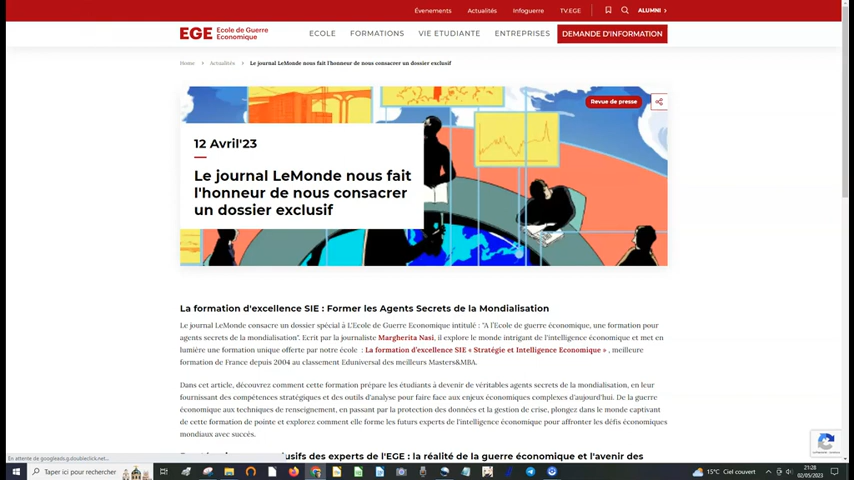 Évenements
Actualités
Infoguerre
TV.EGE
ALUMNI >
EGE Ecole de Guerre
Economique
ECOLE
FORMATIONS
VIE ETUDIANTE
ENTREPRISES
DEMANDE D'INFORMATION
Home > Actualités > Le journal LeMonde nous fait l'honneur de nous consacrer un dossier exclusif
Revue de presse
12 Avril'23
Le journal LeMonde nous fait
l'honneur de nous consacrer
un dossier exclusif
La formation d'excellence SIE : Former les Agents Secrets de la Mondialisation
Le journal LeMonde consacre un dossier spécial à L'Ecole de Guerre Economique intitulé : "A l'Ecole de guerre économique, une formation pour
agents secrets de la mondialisation". Ecrit par la journaliste Margherita Nasi, il explore le monde intrigant de l'intelligence économique et met en
lumière une formation unique offerte par notre école : La formation d'excellence SIE « Stratégie et Intelligence Economique » , meilleure
formation de France depuis 2004 au classement Eduniversal des meilleurs Masters&MBA.
Dans cet article, découvrez comment cette formation prépare les étudiants à devenir de véritables agents secrets de la mondialisation, en leur
fournissant des compétences stratégiques et des outils d'analyse pour faire face aux enjeux économiques complexes d'aujourd'hui. De la guerre
économique aux techniques de renseignement, en passant par la protection des données et la gestion de crise, plongez dans le monde captivant
de cette formation de pointe et explorez comment elle forme les futurs experts de l'intelligence économique pour affronter les défis économiques
mondiaux avec succès.
exclusifs des experts de l'EGE : la réalité de la guerre économique et l'avenir des
En attente de googleads.g.doubleclick.net...
Taper ici pour rechercher
15°C Ciel couvert
21:28
02/05/2023